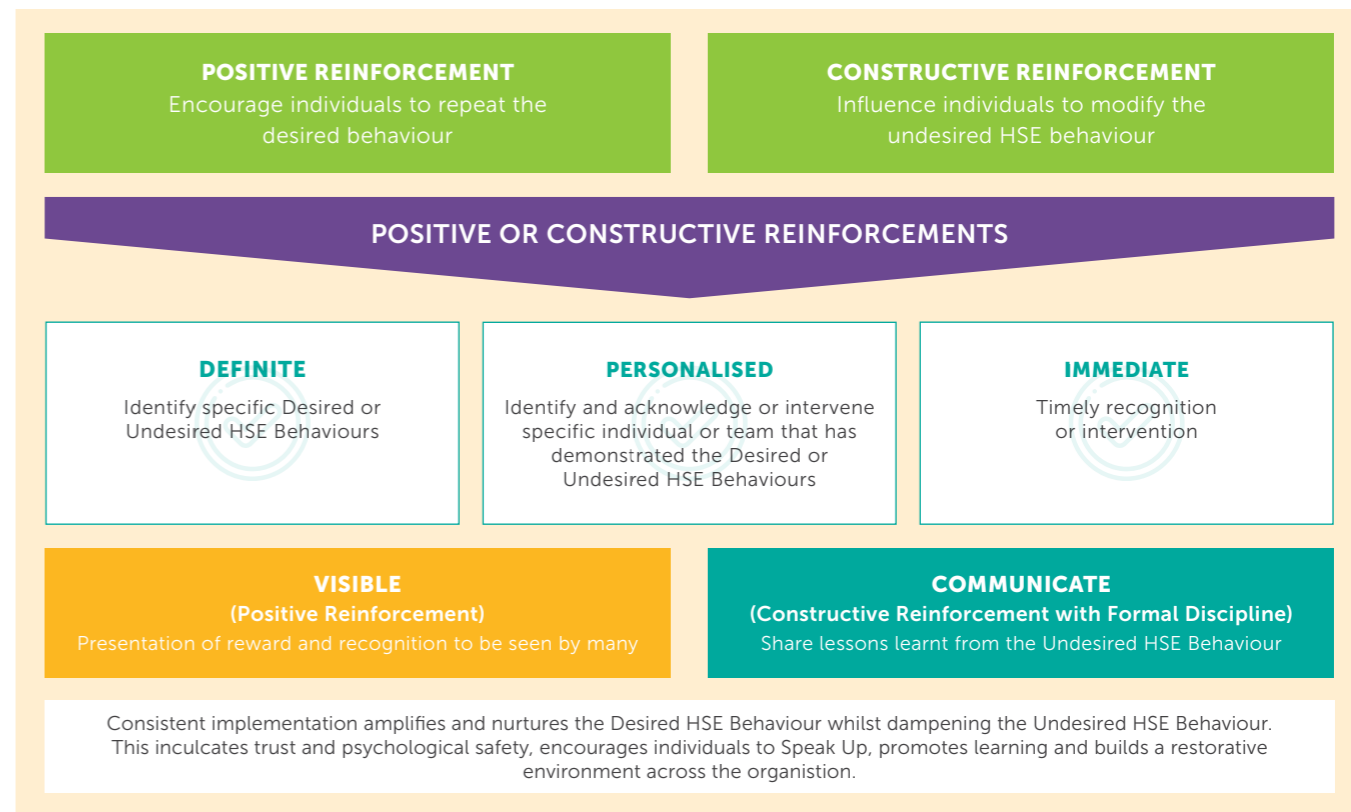 POSITIVE REINFORCEMENT
Encourage individuals to repeat the
desired behaviour
CONSTRUCTIVE REINFORCEMENT
Influence individuals to modify the
undesired HSE behaviour
POSITIVE OR CONSTRUCTIVE REINFORCEMENTS
DEFINITE
Identify specific Desired or
Undesired HSE Behaviours
PERSONALISED
Identify and acknowledge or intervene
specific individual or team that has
demonstrated the Desired or
Undesired HSE Behaviours
IMMEDIATE
Timely recognition
or intervention
VISIBLE
(Positive Reinforcement)
Presentation of reward and recognition to be seen by many
COMMUNICATE
(Constructive Reinforcement with Formal Discipline)
Share lessons learnt from the Undesired HSE Behaviour
Consistent implementation amplifies and nurtures the Desired HSE Behaviour whilst dampening the Undesired HSE Behaviour.
This inculcates trust and psychological safety, encourages individuals to Speak Up, promotes learning and builds a restorative
environment across the organistion.